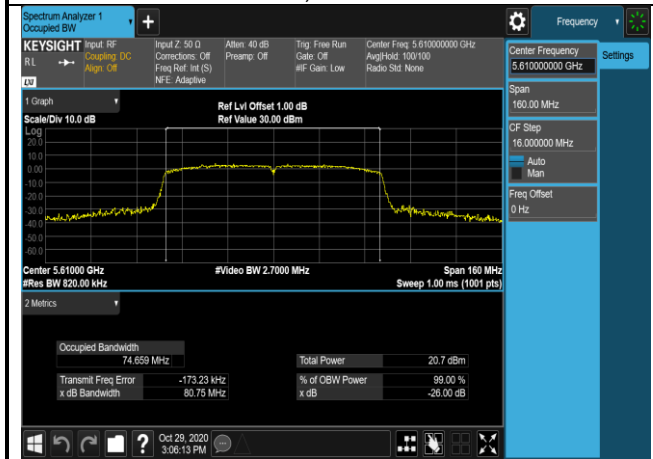 Spectrum Analyzer 1
Occupied BW
Frequency
KEYSIGHT
RL
Input: RF
Coupling: DC
Align: Off
Input Z: 50 Ω
Corrections: Off
Freq Ref: Int (S)
NFE: Adaptive
Atten: 40 dB
Preamp: Off
Trig: Free Run
Gate: Off
#IF Gain: Low
Center Freq: 5.610000000 GHz
Avg|Hold: 100/100
Radio Std: None
Center Frequency
5.610000000 GHz
Settings
Span
160.00 MHz
CF Step
16.000000 MHz
Auto
Man
Freq Offset
0 Hz
1 Graph
Scale/Div 10.0 dB
Ref Lvl Offset 1.00 dB
Ref Value 30.00 dBm
Log
20.0
10.0
0.00
-10.0
-20.0
-30.0
-40.0
-50.0
-60.0
Center 5.61000 GHz
#Video BW 2.7000 MHz
Span 160 MHz
#Res BW 820.00 kHz
Sweep 1.00 ms (1001 pts)
2 Metrics
Occupied Bandwidth
74.659 MHz
Total Power 20.7 dBm
Transmit Freq Error -173.23 kHz
% of OBW Power 99.00 %
x dB Bandwidth 80.75 MHz
x dB -26.00 dB
?
Oct 29, 2020
3:06:13 PM